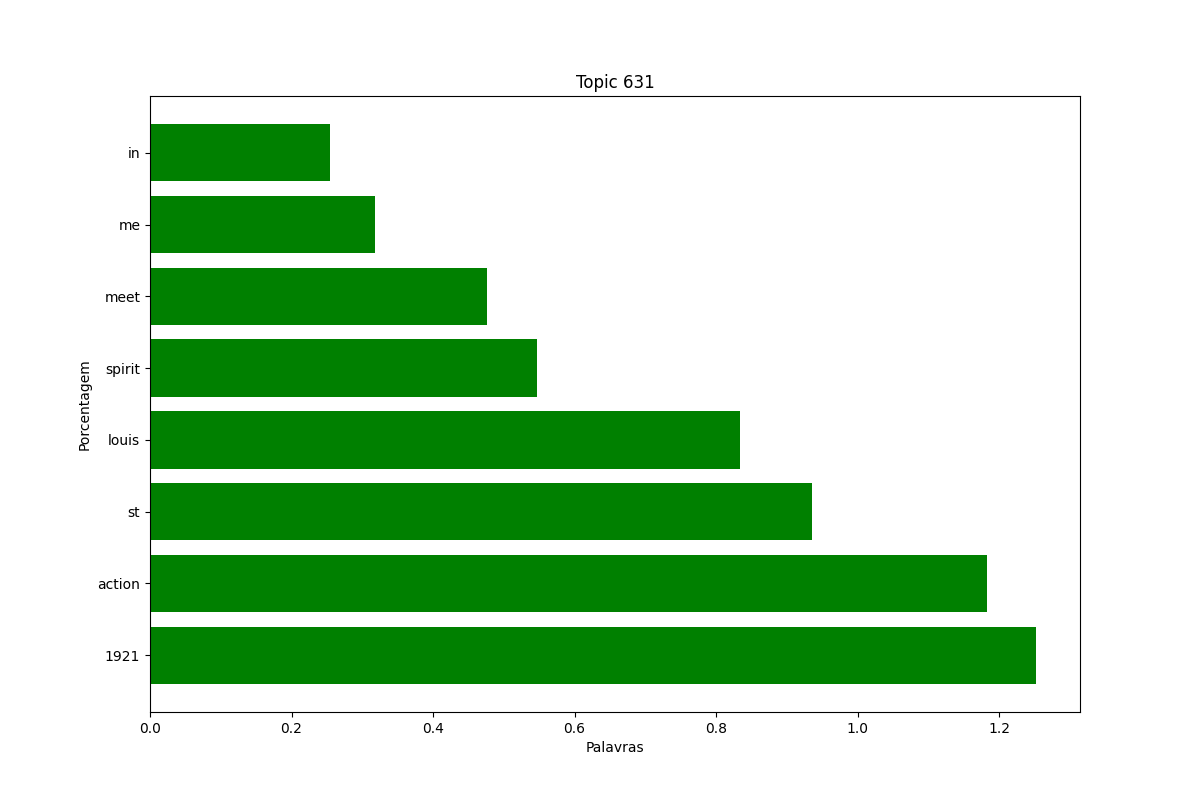 Topic 631
in
me
meet
spirit
louis
st
action
1921
Porcentagem
0.0 0.2 0.4 0.6 0.8 1.0 1.2
Palavras